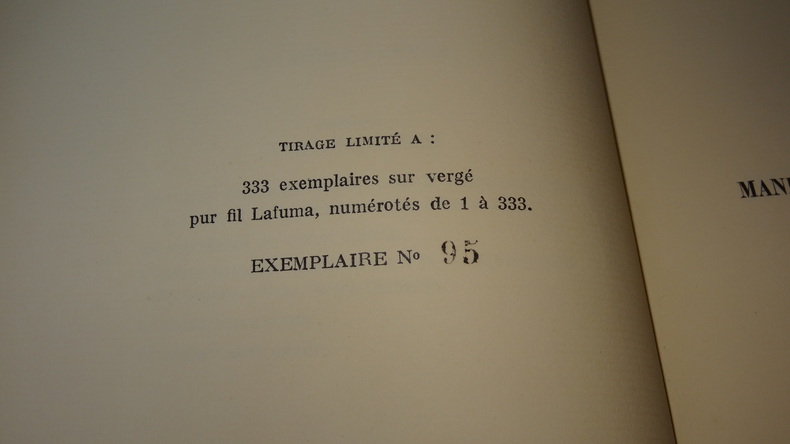 TIRAGE LIMITÉ A :
333 exemplaires sur vergé
pur fil Lafuma, numérotés de 1 à 333.
EXEMPLAIRE Nº 95